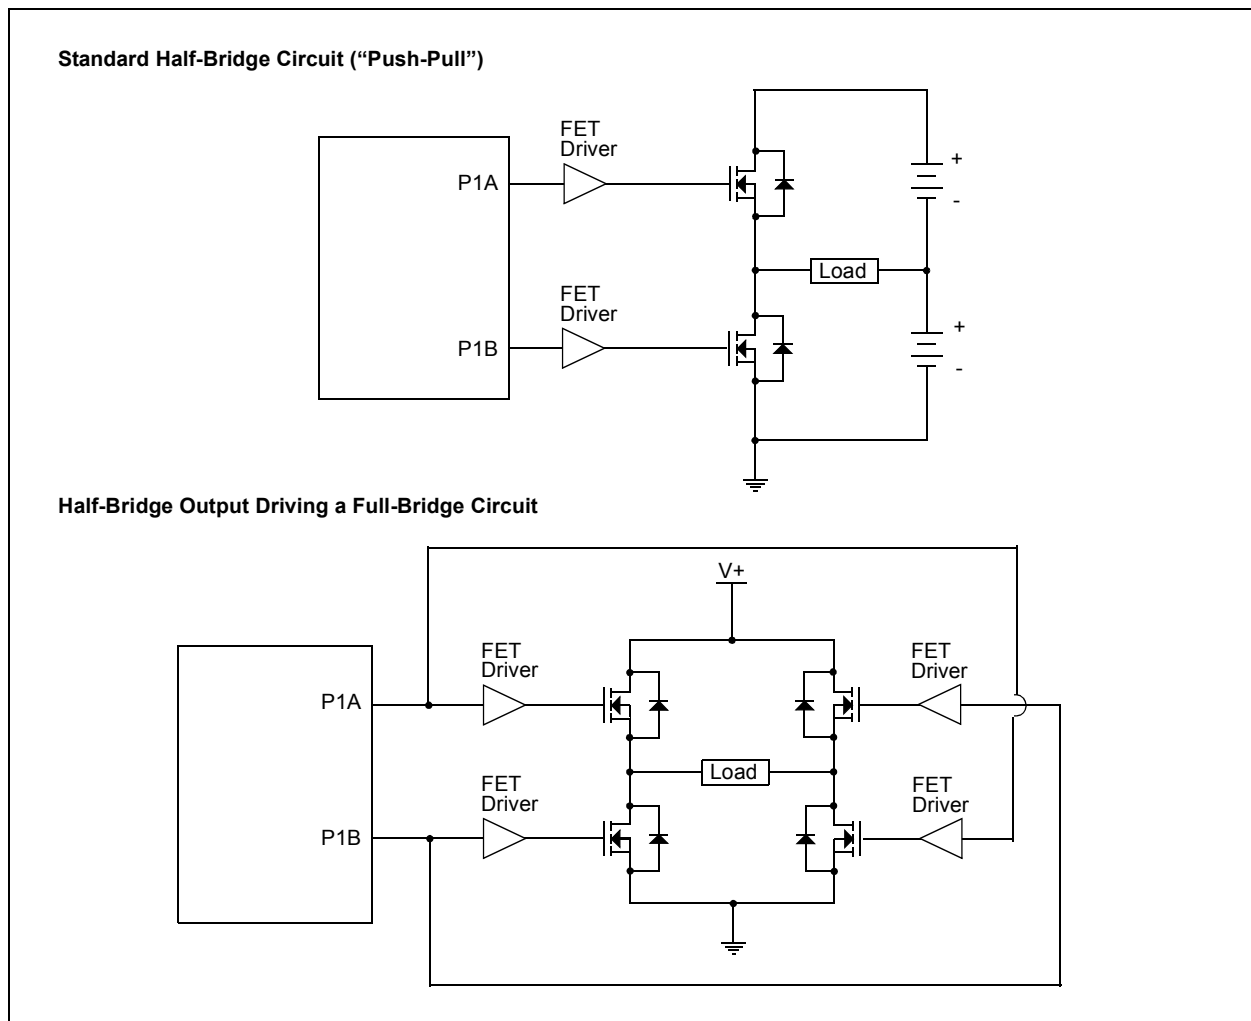 Standard Half-Bridge Circuit (“Push-Pull”)
FET
Driver
P1A
+
-
Load
FET
Driver
P1B
+
-
Half-Bridge Output Driving a Full-Bridge Circuit
V+
FET
Driver
FET
Driver
P1A
Load
FET
Driver
FET
Driver
P1B